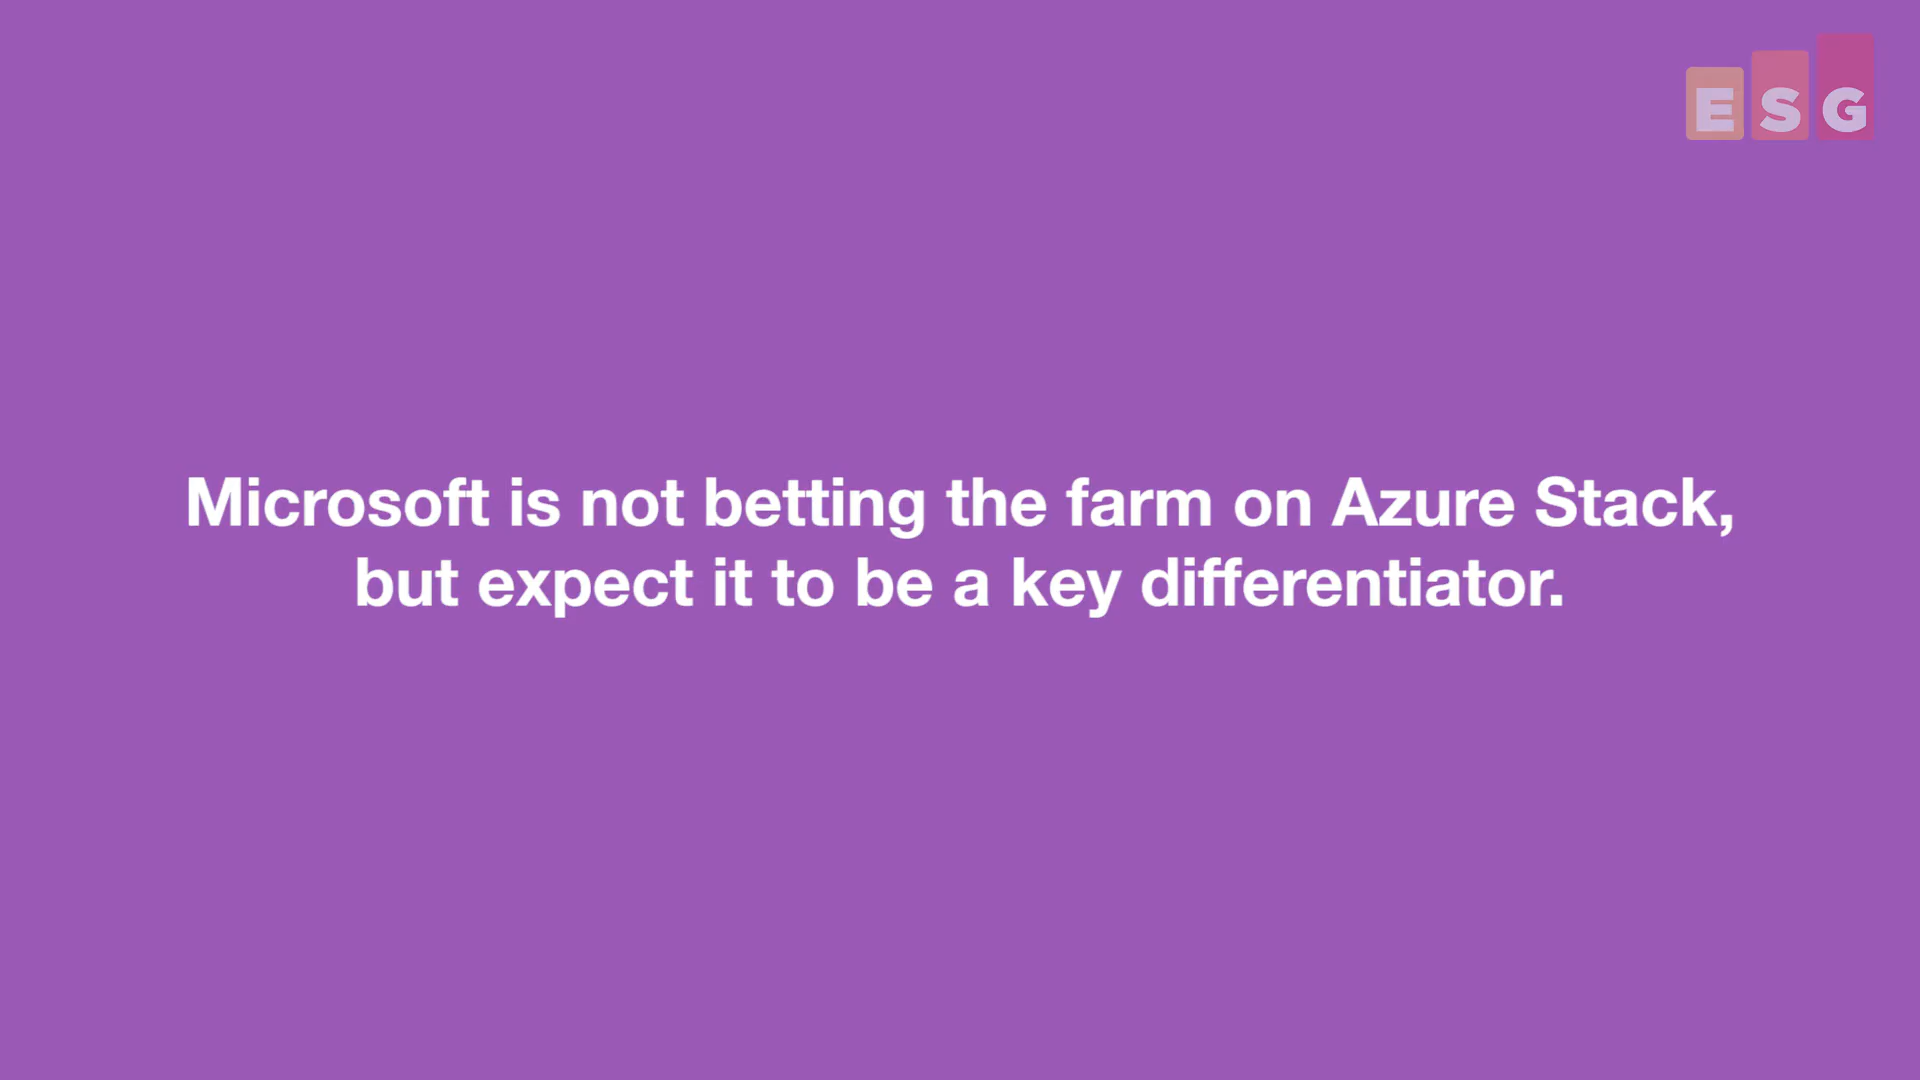 ESG
Microsoft is not betting the farm on Azure Stack,
but expect it to be a key differentiator.